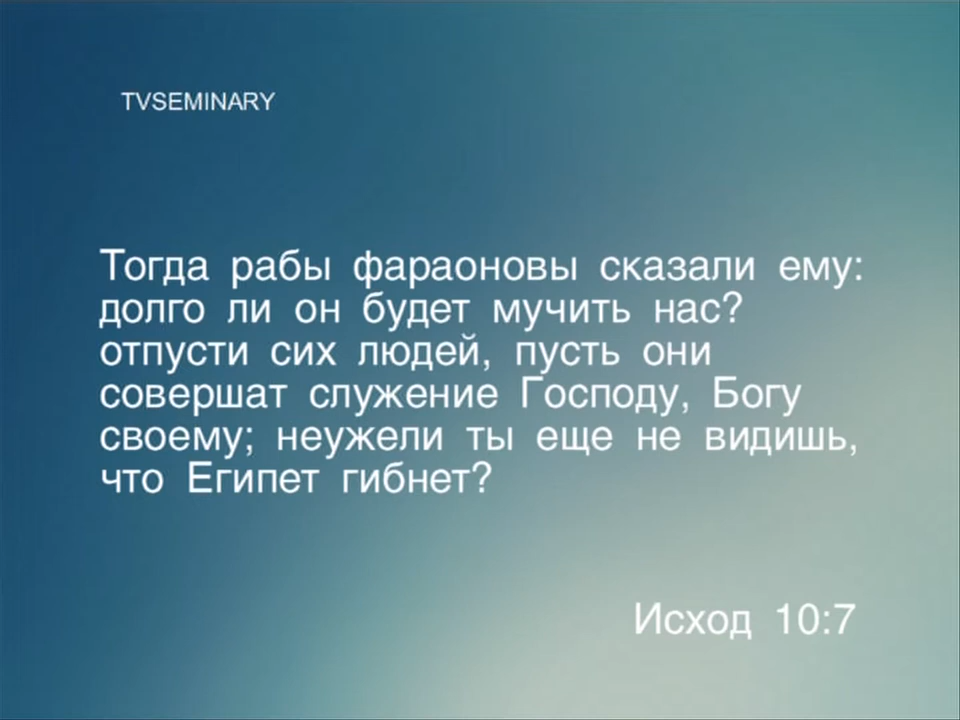 TVSEMINARY
Тогда рабы фараоновы сказали ему:
долго ли он будет мучить нас?
отпусти сих людей, пусть они
совершат служение Господу, Богу
своему; неужели ты еще не видишь,
что Египет гибнет?
Исход 10:7